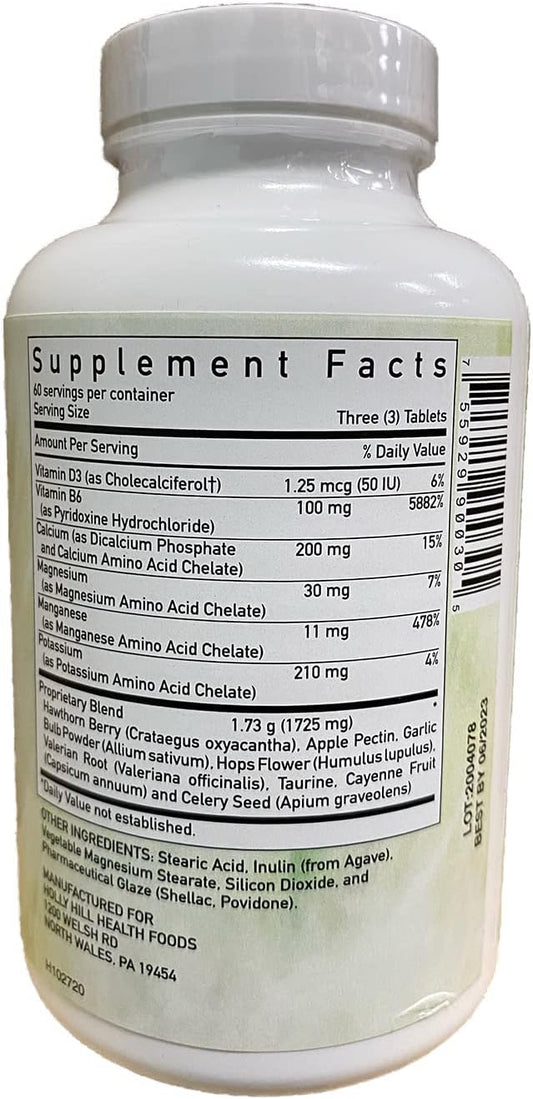 Supplement Facts
60 servings per container
Serving Size Three (3) Tablets
Amount Per Serving % Daily Value
Vitamin D3 (as Cholecalciferol†) 1.25 mcg (50 IU) 6%
Vitamin B6 100 mg 5882%
(as Pyridoxine Hydrochloride)
Calcium (as Dicalcium Phosphate 200 mg 15%
and Calcium Amino Acid Chelate)
Magnesium 30 mg 7%
(as Magnesium Amino Acid Chelate)
Manganese 11 mg 478%
(as Manganese Amino Acid Chelate)
Potassium 210 mg 4%
(as Potassium Amino Acid Chelate)
Proprietary Blend 1.73 g (1725 mg) *
Hawthorn Berry (Crataegus oxyacantha), Apple Pectin, Garlic
Bulb Powder (Allium sativum), Hops Flower (Humulus lupulus),
Valerian Root (Valeriana officinalis), Taurine, Cayenne Fruit
(Capsicum annuum) and Celery Seed (Apium graveolens)
*Daily Value not established.
OTHER INGREDIENTS: Stearic Acid, Inulin (from Agave),
Vegetable Magnesium Stearate, Silicon Dioxide, and
Pharmaceutical Glaze (Shellac, Povidone).
MANUFACTURED FOR
HOLLY HILL HEALTH FOODS
1200 WELSH RD
NORTH WALES, PA 19454
H102720
7 55929 90030 5
LOT:2004078
BEST BY 06/2023